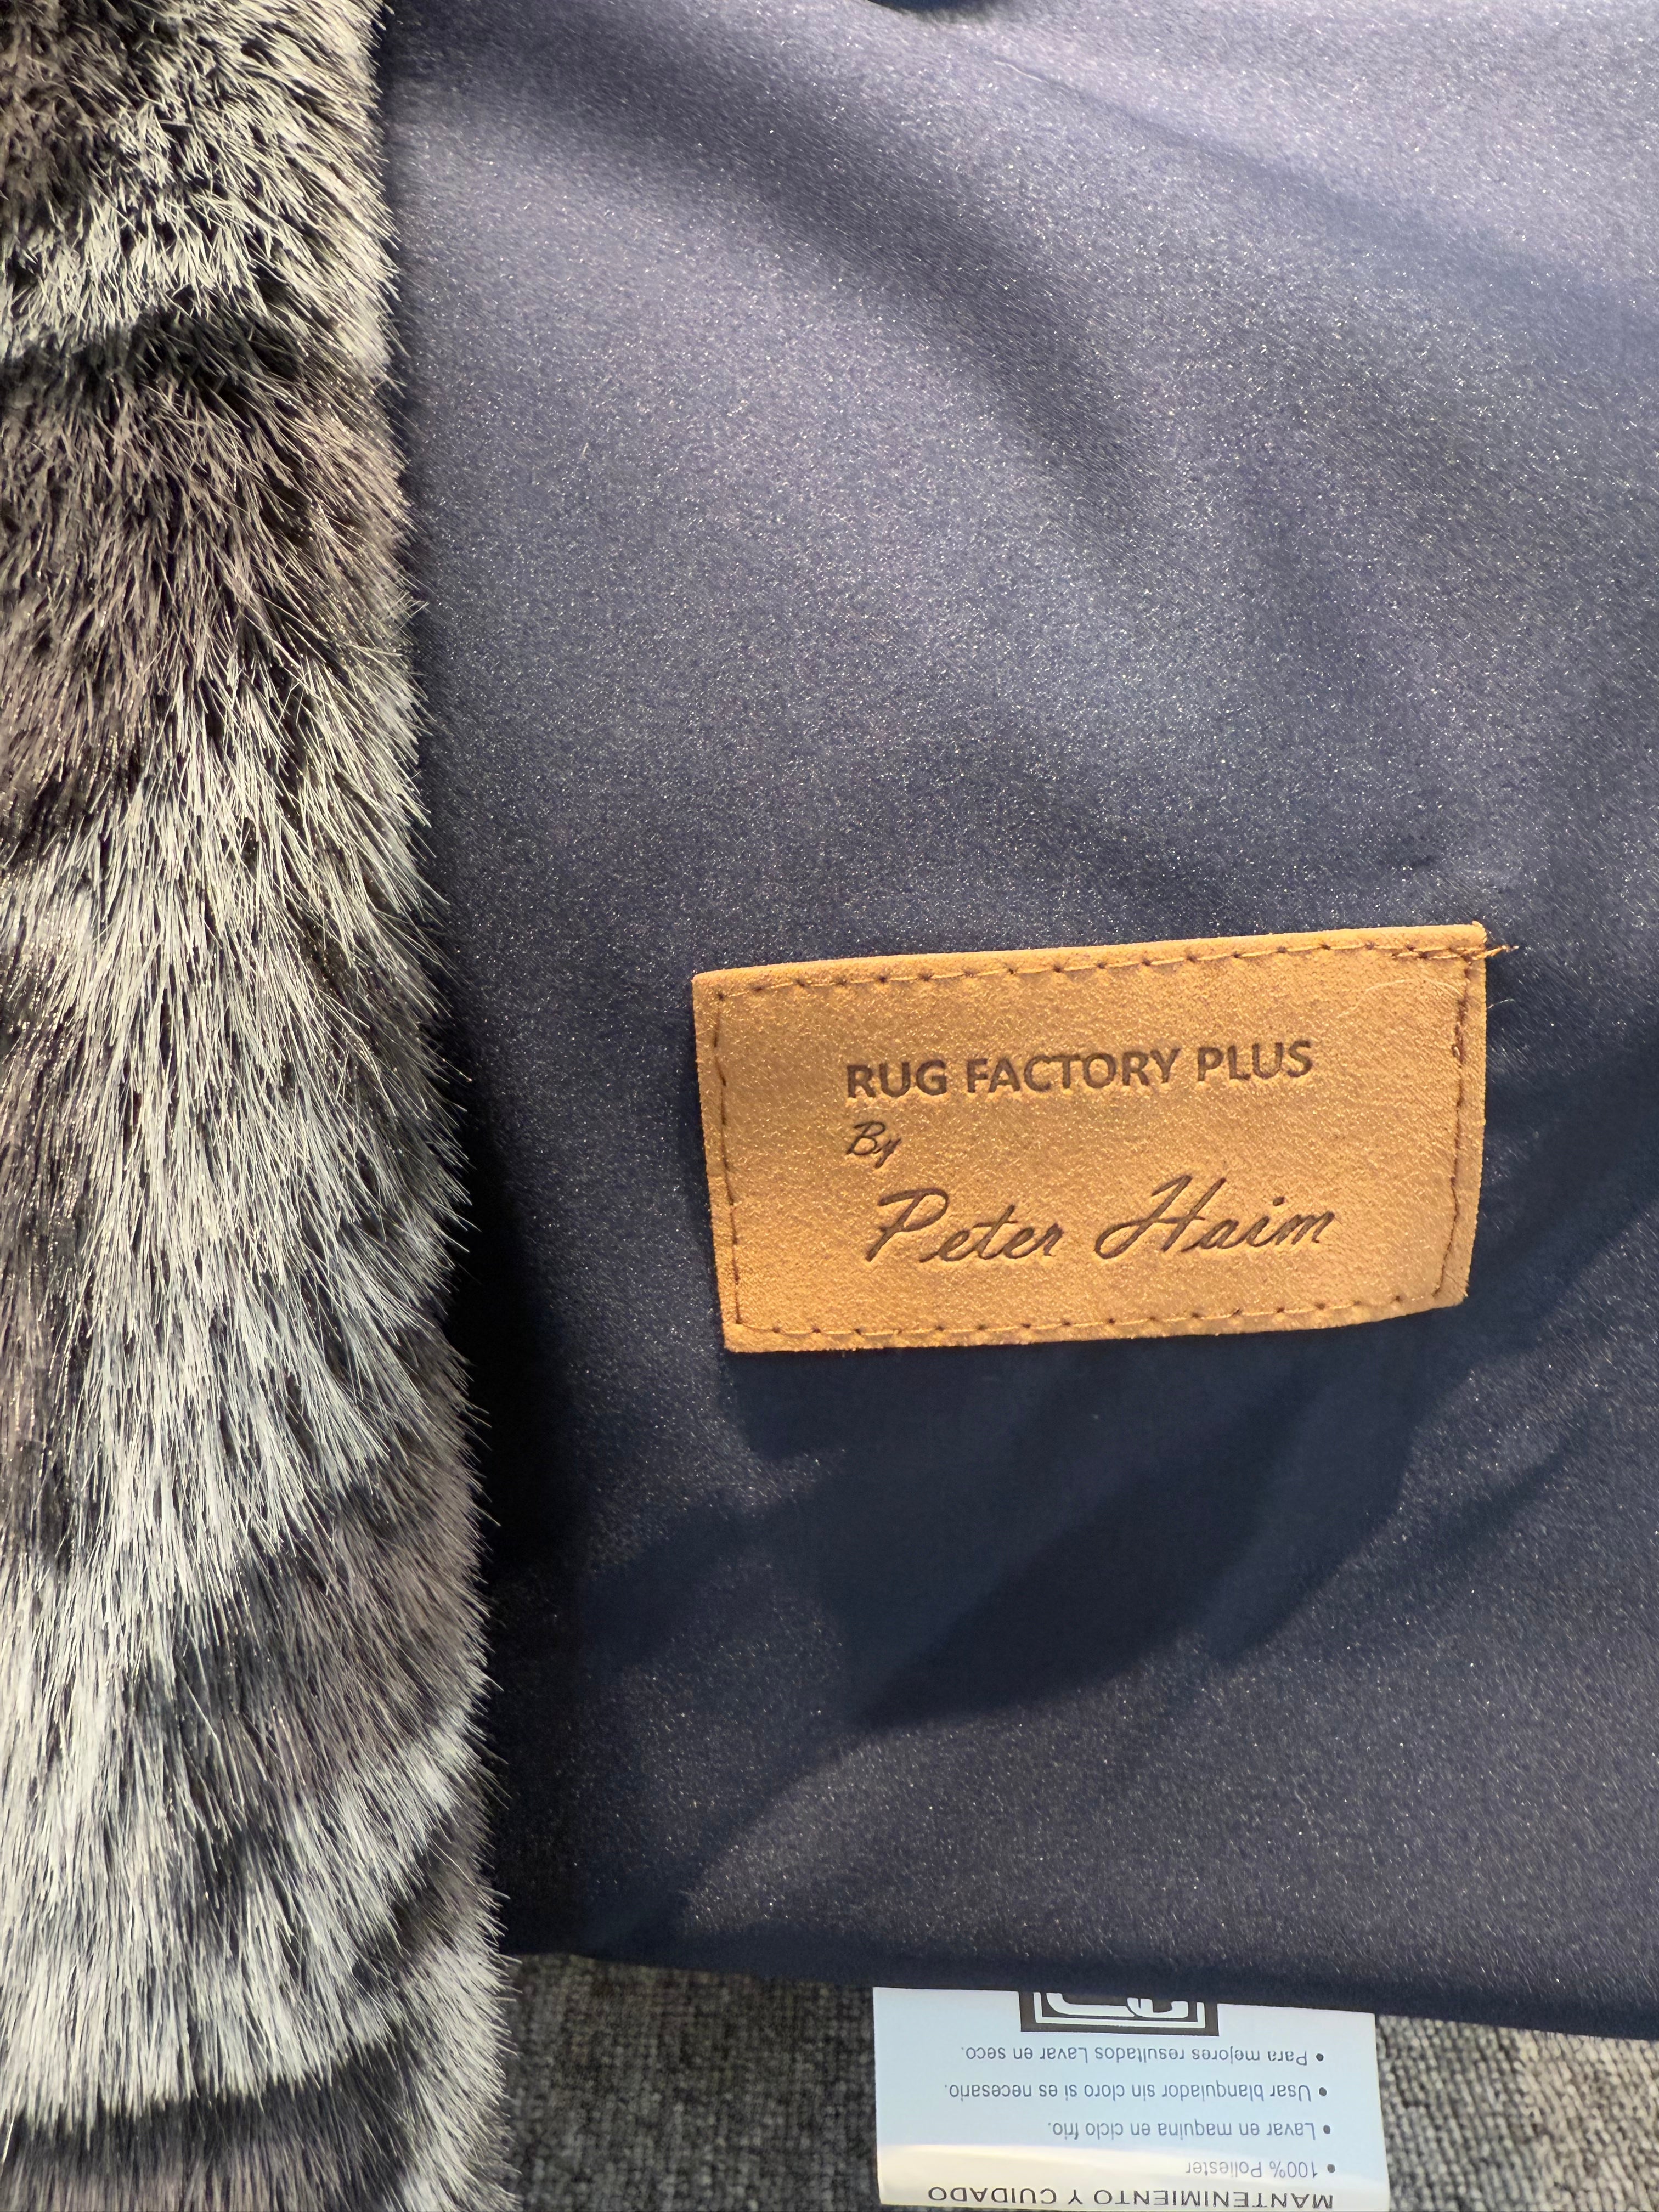 RUG FACTORY PLUS
By
Peter Haim
MANTENIMIENTO Y CUIDADO
• 100% Poliester
• Lavar en maquina en ciclo frio.
• Usar blanquiador sin cloro si es necesario.
• Para mejores resultados Lavar en seco.